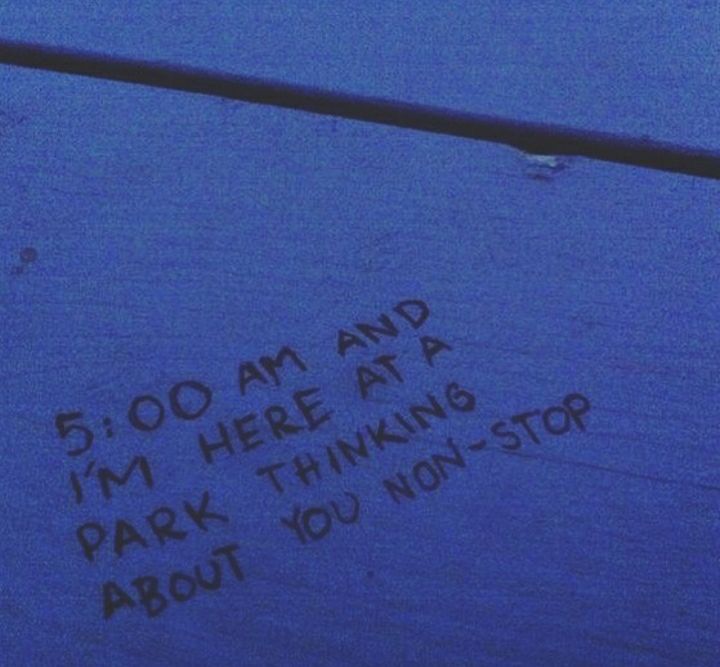 5:00 AM AND
I'M HERE AT A
PARK THINKING
ABOUT YOU NON-STOP